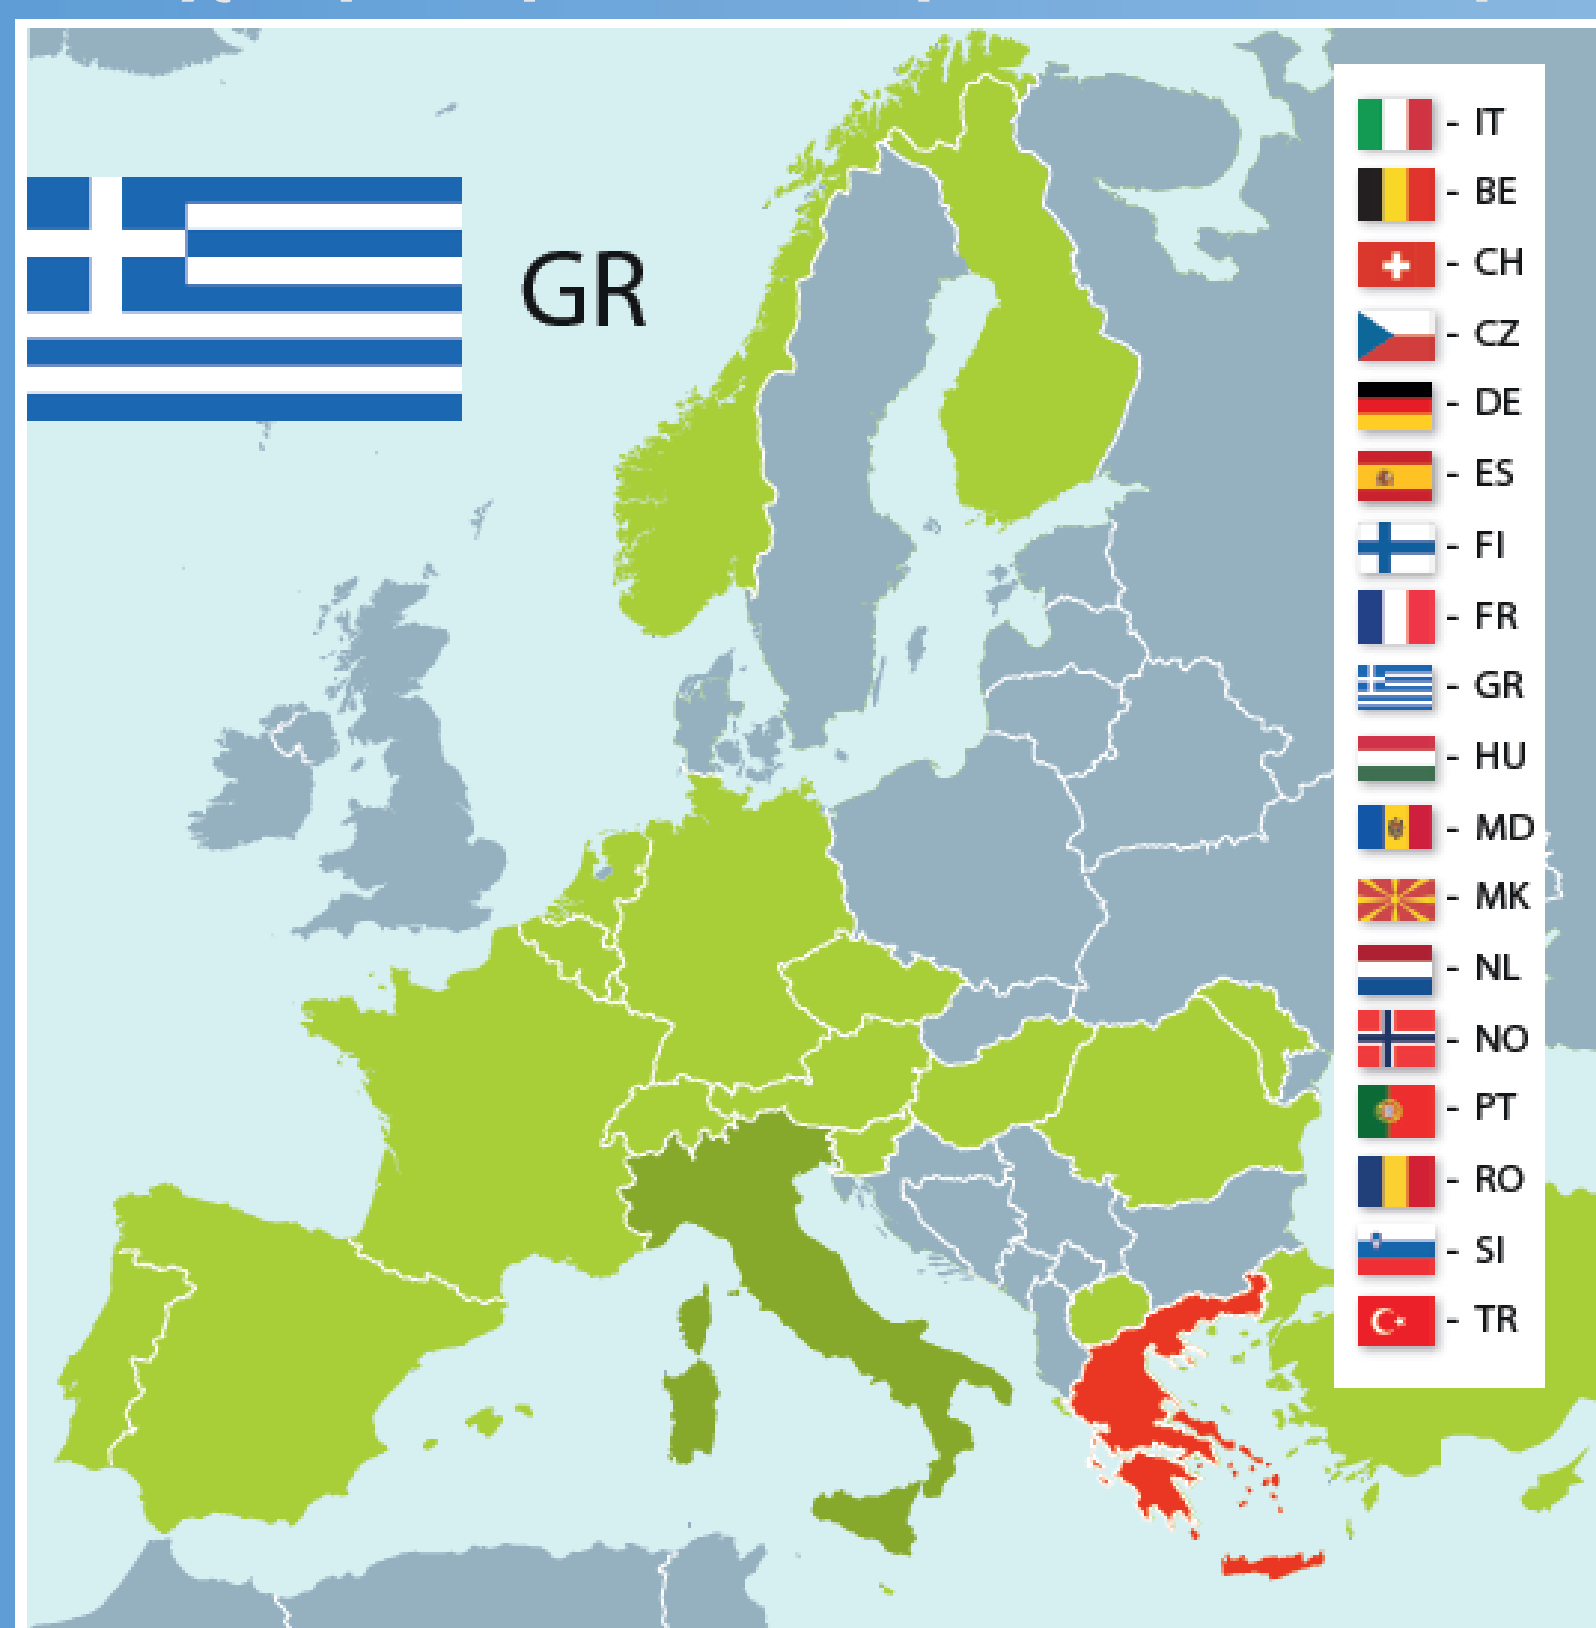 GR
- IT
- BE
- CH
- CZ
- DE
- ES
- FI
- FR
- GR
- HU
- MD
- MK
- NL
- NO
- PT
- RO
- SI
- TR